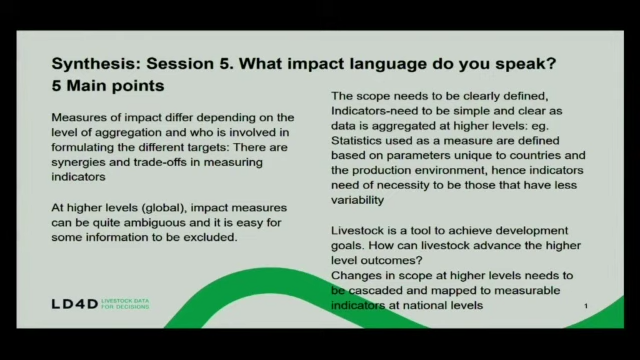 Synthesis: Session 5. What impact language do you speak?
5 Main points
Measures of impact differ depending on the
level of aggregation and who is involved in
formulating the different targets: There are
synergies and trade-offs in measuring
indicators
At higher levels (global), impact measures
can be quite ambiguous and it is easy for
some information to be excluded.
The scope needs to be clearly defined,
Indicators-need to be simple and clear as
data is aggregated at higher levels: eg.
Statistics used as a measure are defined
based on parameters unique to countries and
the production environment, hence indicators
need of necessity to be those that have less
variability
Livestock is a tool to achieve development
goals. How can livestock advance the higher
level outcomes?
Changes in scope at higher levels needs to
be cascaded and mapped to measurable
indicators at national levels
LD4D LIVESTOCK DATA
FOR DECISIONS
1